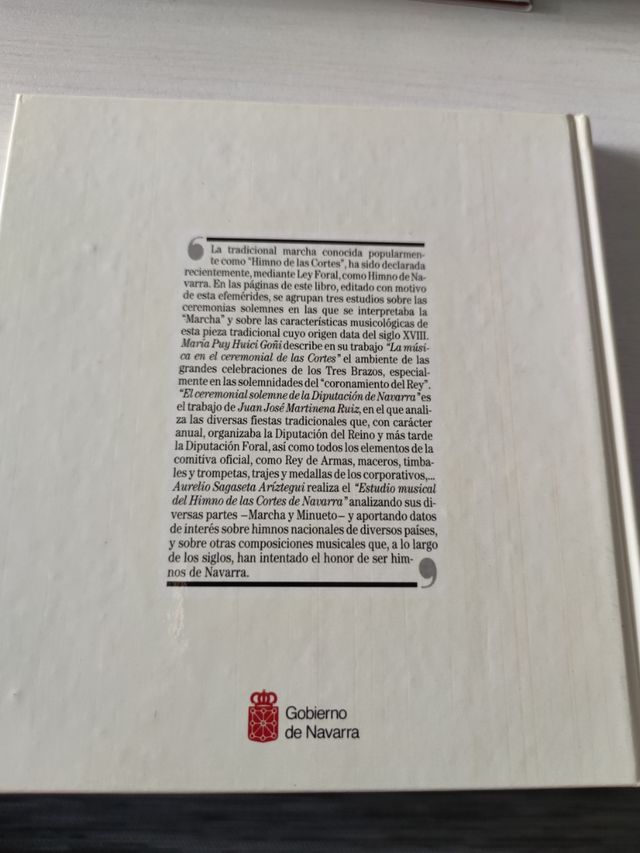 La tradicional marcha conocida popularmen-
te como "Himno de las Cortes", ha sido declarada
recientemente, mediante Ley Foral, como Himno de Na-
varra. En las páginas de este libro, editado con motivo
de esta efemérides, se agrupan tres estudios sobre las
ceremonias solemnes en las que se interpretaba la
"Marcha" y sobre las características musicológicas de
esta pieza tradicional cuyo origen data del siglo XVIII.
María Puy Huici Goñi describe en su trabajo "La músi-
ca en el ceremonial de las Cortes" el ambiente de las
grandes celebraciones de los Tres Brazos, especial-
mente en las solemnidades del "coronamiento del Rey".
"El ceremonial solemne de la Diputación de Navarra" es
el trabajo de Juan José Martinena Ruiz, en el que anali-
za las diversas fiestas tradicionales que, con carácter
anual, organizaba la Diputación del Reino y más tarde
la Diputación Foral, así como todos los elementos de la
comitiva oficial, como Rey de Armas, maceros, timba-
les y trompetas, trajes y medallas de los corporativos,...
Aurelio Sagaseta Aríztegui realiza el "Estudio musical
del Himno de las Cortes de Navarra" analizando sus di-
versas partes —Marcha y Minueto— y aportando datos
de interés sobre himnos nacionales de diversos países,
y sobre otras composiciones musicales que, a lo largo
de los siglos, han intentado el honor de ser him-
nos de Navarra.
Gobierno
de Navarra